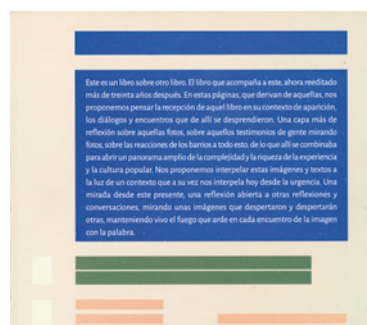 Este es un libro sobre otro libro. El libro que acompaña a este, ahora reeditado
más de treinta años después. En estas páginas, que derivan de aquellas, nos
proponemos pensar la recepción de aquel libro en su contexto de aparición,
los diálogos y encuentros que de allí se desprendieron. Una capa más de
reflexión sobre aquellas fotos, sobre aquellos testimonios de gente mirando
fotos, sobre las reacciones de los barrios a todo esto, de lo que allí se combinaba
para abrir un panorama amplio de la complejidad y la riqueza de la experiencia
y la cultura popular. Nos proponemos interpelar estas imágenes y textos a
la luz de un contexto que a su vez nos interpela hoy desde la urgencia. Una
mirada desde este presente, una reflexión abierta a otras reflexiones y
conversaciones, mirando unas imágenes que despertaron y despertarán
otras, manteniendo vivo el fuego que arde en cada encuentro de la imagen
con la palabra.